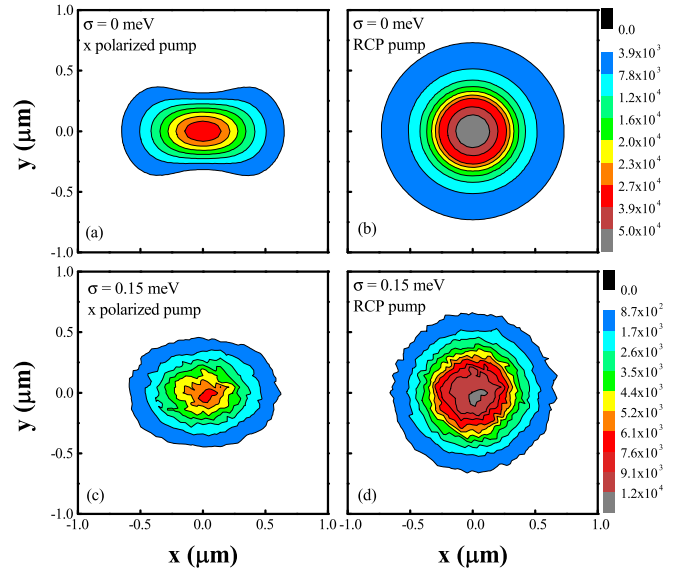 σ = 0 meV
x polarized pump
(a)
σ = 0 meV
RCP pump
(b)
1.0
0.5
0.0
-0.5
-1.0
y (μm)
0.0
3.9x10³
7.8x10³
1.2x10⁴
1.6x10⁴
2.0x10⁴
2.3x10⁴
2.7x10⁴
3.9x10⁴
5.0x10⁴
σ = 0.15 meV
x polarized pump
(c)
σ = 0.15 meV
RCP pump
(d)
1.0
0.5
0.0
-0.5
-1.0
y (μm)
-1.0 -0.5 0.0 0.5 1.0
-1.0 -0.5 0.0 0.5 1.0
x (μm)
x (μm)
0.0
8.7x10²
1.7x10³
2.6x10³
3.5x10³
4.4x10³
5.2x10³
6.1x10³
7.6x10³
9.1x10³
1.2x10⁴